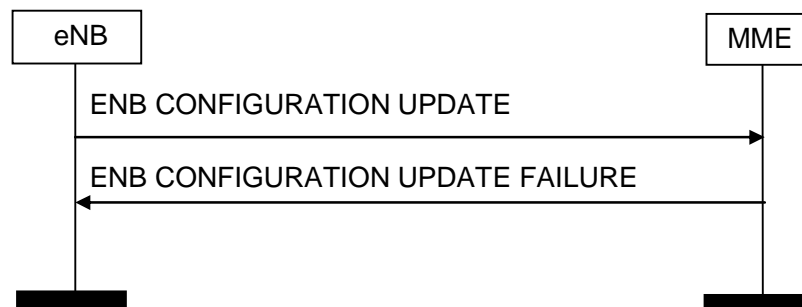 eNB
MME
ENB CONFIGURATION UPDATE
ENB CONFIGURATION UPDATE FAILURE